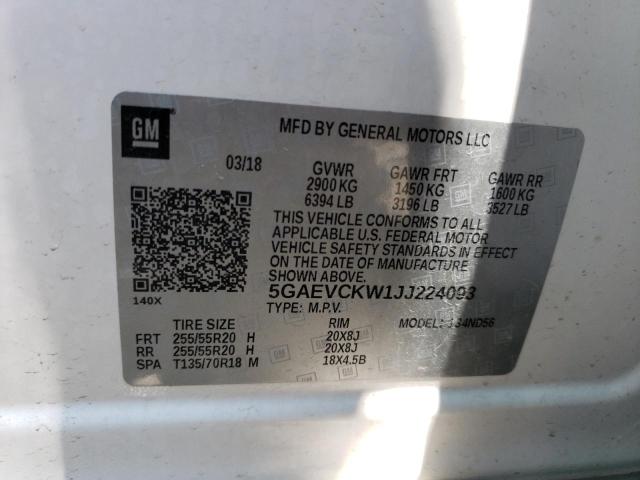 GM
MFD BY GENERAL MOTORS LLC
03/18 GVWR GAWR FRT GAWR RR
2900 KG 1450 KG 1600 KG
6394 LB 3196 LB 3527 LB
THIS VEHICLE CONFORMS TO ALL
APPLICABLE U.S. FEDERAL MOTOR
VEHICLE SAFETY STANDARDS IN EFFECT
ON THE DATE OF MANUFACTURE
SHOWN ABOVE.
140X 5GAEVCKW1JJ224093
TYPE: M.P.V. MODEL:
TIRE SIZE RIM
FRT 255/55R20 H 20X8J
RR 255/55R20 H 20X8J
SPA T135/70R18 M 18X4.5B